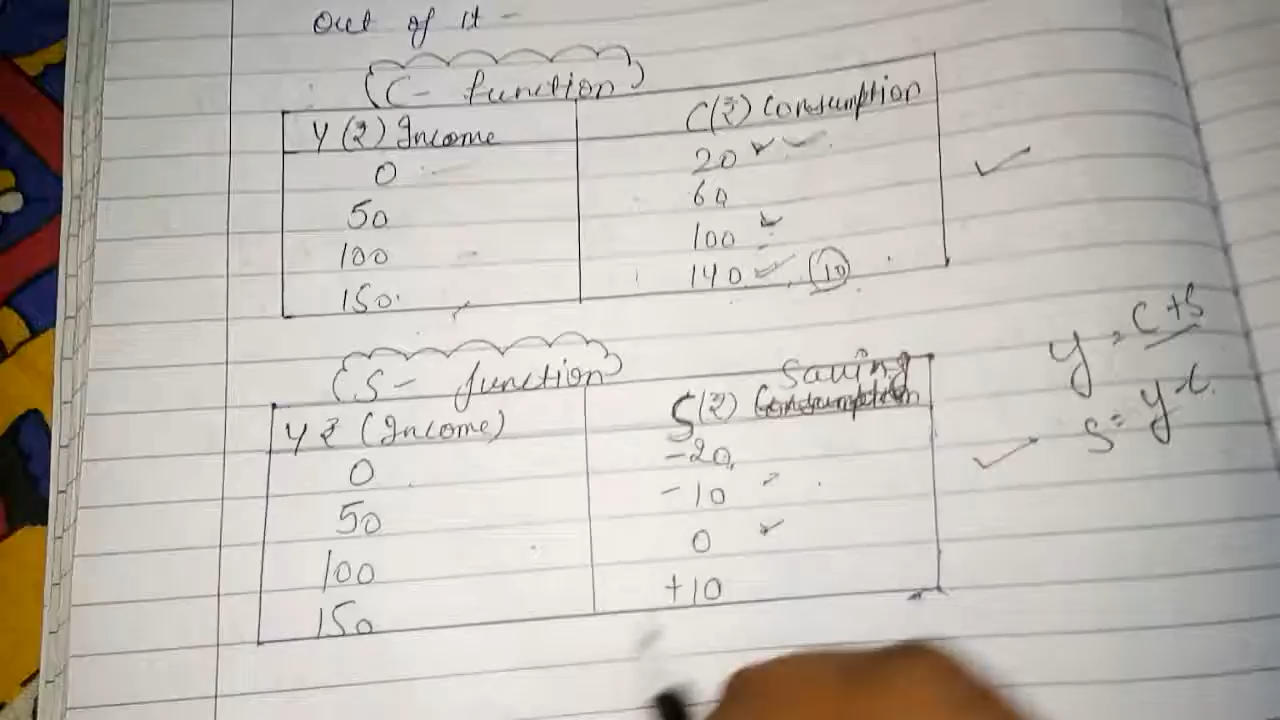 Out of it -
(C- function)
Y (₹) Income C(₹) Consumption
0 20
50 60
100 100
150 140 10
(S- function)
Saving
Y ₹ (Income) S(₹) Consumption
0 -20
50 -10
100 0
150 +10
y = C+S
S = y-c